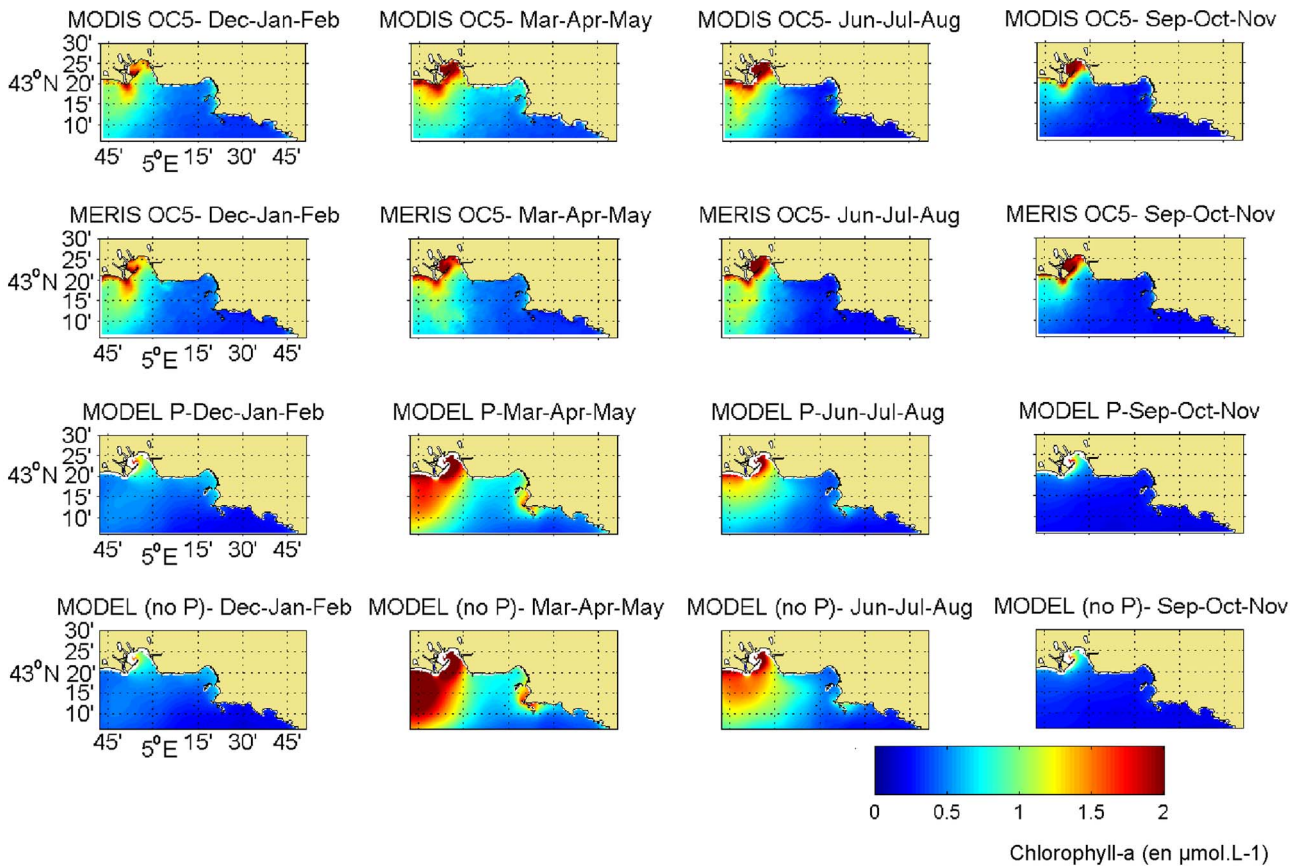 MODIS OC5- Dec-Jan-Feb
MODIS OC5- Mar-Apr-May
MODIS OC5- Jun-Jul-Aug
MODIS OC5- Sep-Oct-Nov
30'
25'
43°N 20'
15'
10'
45' 5°E 15' 30' 45'
MERIS OC5- Dec-Jan-Feb
MERIS OC5- Mar-Apr-May
MERIS OC5- Jun-Jul-Aug
MERIS OC5- Sep-Oct-Nov
30'
25'
43°N 20'
15'
10'
45' 5°E 15' 30' 45'
MODEL P-Dec-Jan-Feb
MODEL P-Mar-Apr-May
MODEL P-Jun-Jul-Aug
MODEL P-Sep-Oct-Nov
30'
25'
43°N 20'
15'
10'
45' 5°E 15' 30' 45'
MODEL (no P)- Dec-Jan-Feb
MODEL (no P)- Mar-Apr-May
MODEL (no P)- Jun-Jul-Aug
MODEL (no P)- Sep-Oct-Nov
30'
25'
43°N 20'
15'
10'
45' 5°E 15' 30' 45'
0 0.5 1 1.5 2
Chlorophyll-a (en µmol.L-1)